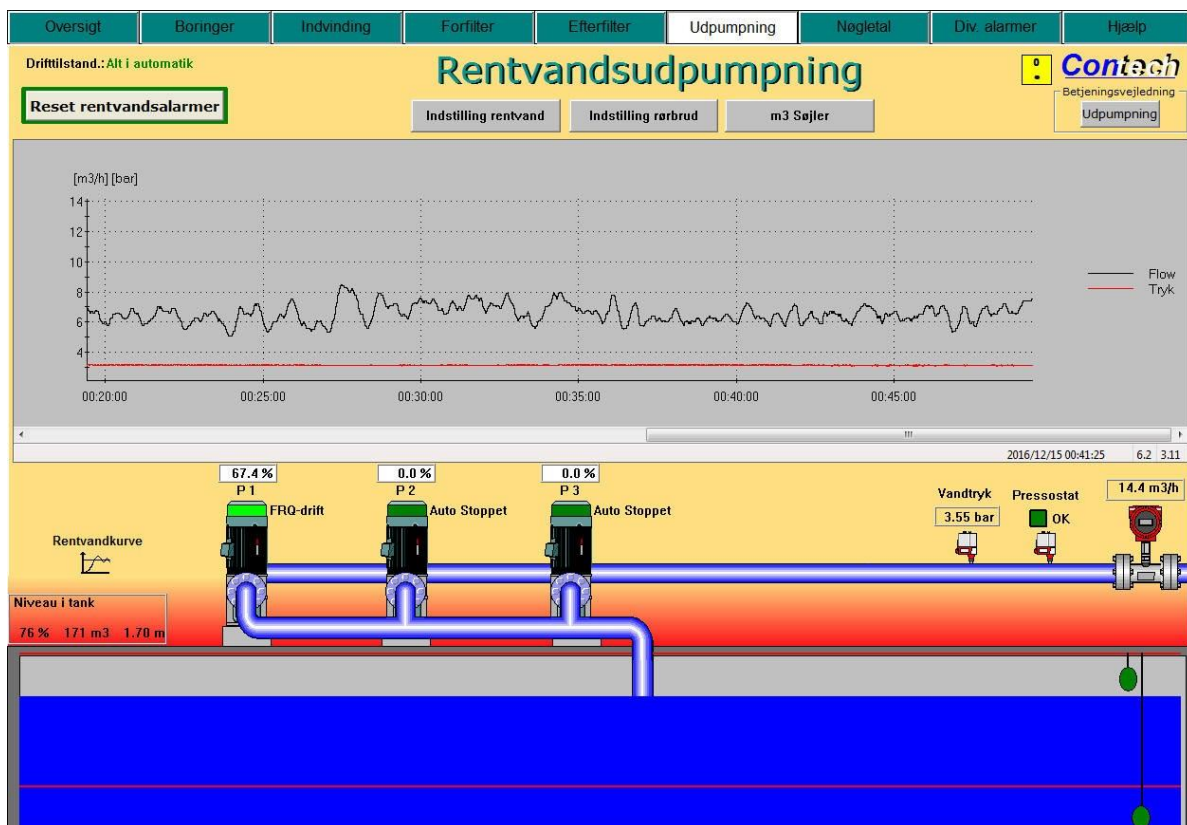 Oversigt Boringer Indvinding Forfilter Efterfilter Udpumpning Nøgletal Div. alarmer Hjælp
Drifttilstand.: Alt i automatik
Rentvandsudpumpning
0
Contech
Reset rentvandsalarmer
Betjeningsvejledning
Indstilling rentvand Indstilling rørbrud m3 Søjler
Udpumpning
[m3/h] [bar]
14
12
10
8
6
4
Flow
Tryk
00:20:00 00:25:00 00:30:00 00:35:00 00:40:00 00:45:00
2016/12/15 00:41:25 6.2 3.11
67.4 % 0.0 % 0.0 %
P 1 P 2 P 3
FRQ-drift Auto Stoppet Auto Stoppet
Vandtryk Pressostat 14.4 m3/h
3.55 bar OK
Rentvandkurve
Niveau i tank
76 % 171 m3 1.70 m